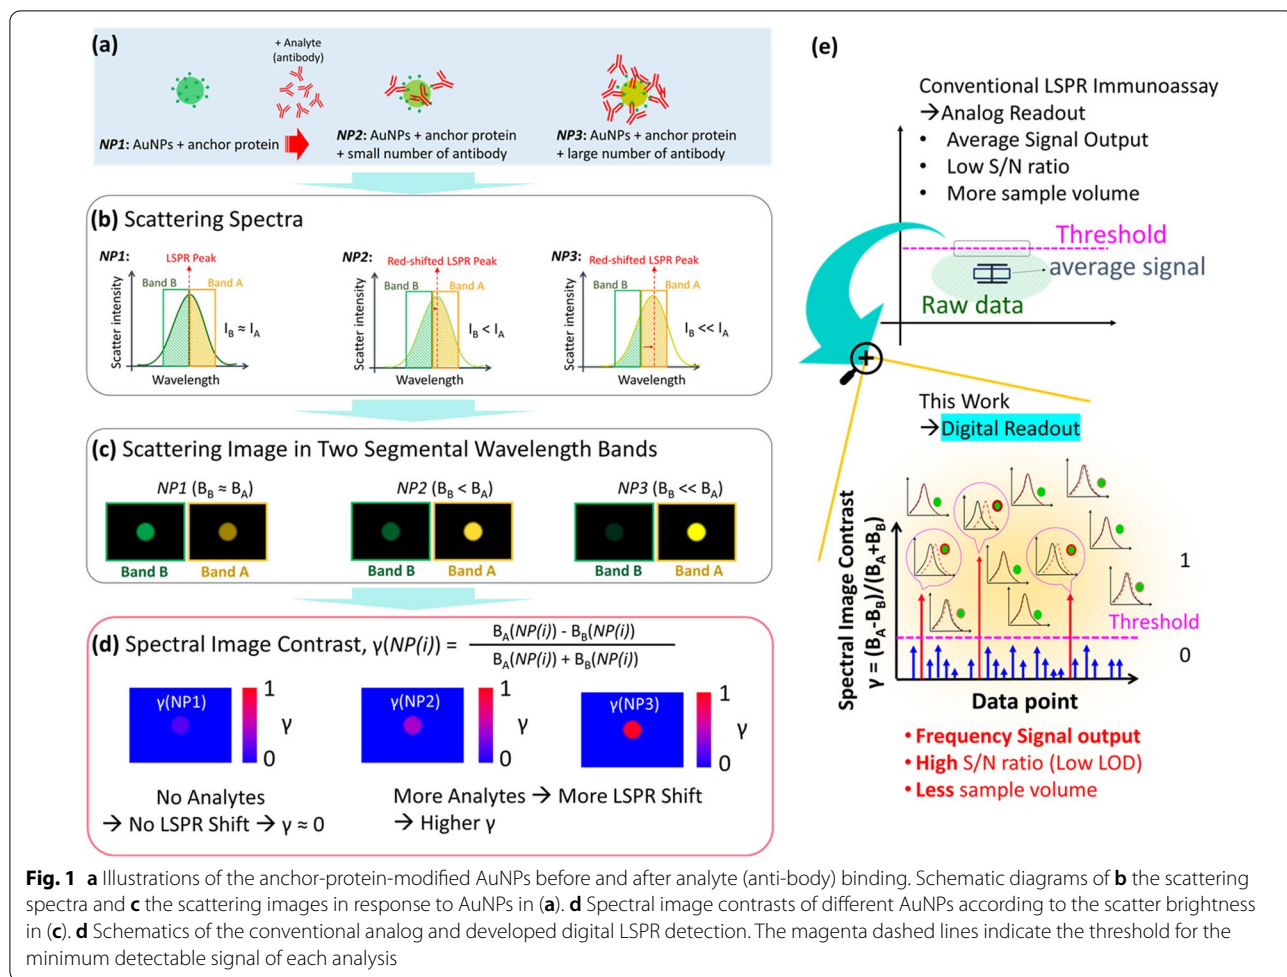 (a)
+ Analyte
(antibody)
NP1: AuNPs + anchor protein
NP2: AuNPs + anchor protein
+ small number of antibody
NP3: AuNPs + anchor protein
+ large number of antibody
(b) Scattering Spectra
NP1:
LSPR Peak
Band B
Band A
Scatter intensity
I_B ≈ I_A
Wavelength
NP2:
Red-shifted LSPR Peak
Band B
Band A
Scatter intensity
I_B < I_A
Wavelength
NP3:
Red-shifted LSPR Peak
Band B
Band A
Scatter intensity
I_B << I_A
Wavelength
(c) Scattering Image in Two Segmental Wavelength Bands
NP1 (B_B ≈ B_A)
Band B
Band A
NP2 (B_B < B_A)
Band B
Band A
NP3 (B_B << B_A)
Band B
Band A
(d) Spectral Image Contrast, γ(NP(i)) =
B_A(NP(i)) - B_B(NP(i))
B_A(NP(i)) + B_B(NP(i))
γ(NP1)
1
γ
0
γ(NP2)
1
γ
0
γ(NP3)
1
γ
0
No Analytes
→ No LSPR Shift → γ ≈ 0
More Analytes → More LSPR Shift
→ Higher γ
(e)
Conventional LSPR Immunoassay
→Analog Readout
• Average Signal Output
• Low S/N ratio
• More sample volume
Threshold
average signal
Raw data
This Work
→Digital Readout
Spectral Image Contrast
γ = (B_A-B_B)/(B_A+B_B)
1
Threshold
0
Data point
• Frequency Signal output
• High S/N ratio (Low LOD)
• Less sample volume
Fig. 1 a Illustrations of the anchor-protein-modified AuNPs before and after analyte (anti-body) binding. Schematic diagrams of b the scattering
spectra and c the scattering images in response to AuNPs in (a). d Spectral image contrasts of different AuNPs according to the scatter brightness
in (c). d Schematics of the conventional analog and developed digital LSPR detection. The magenta dashed lines indicate the threshold for the
minimum detectable signal of each analysis